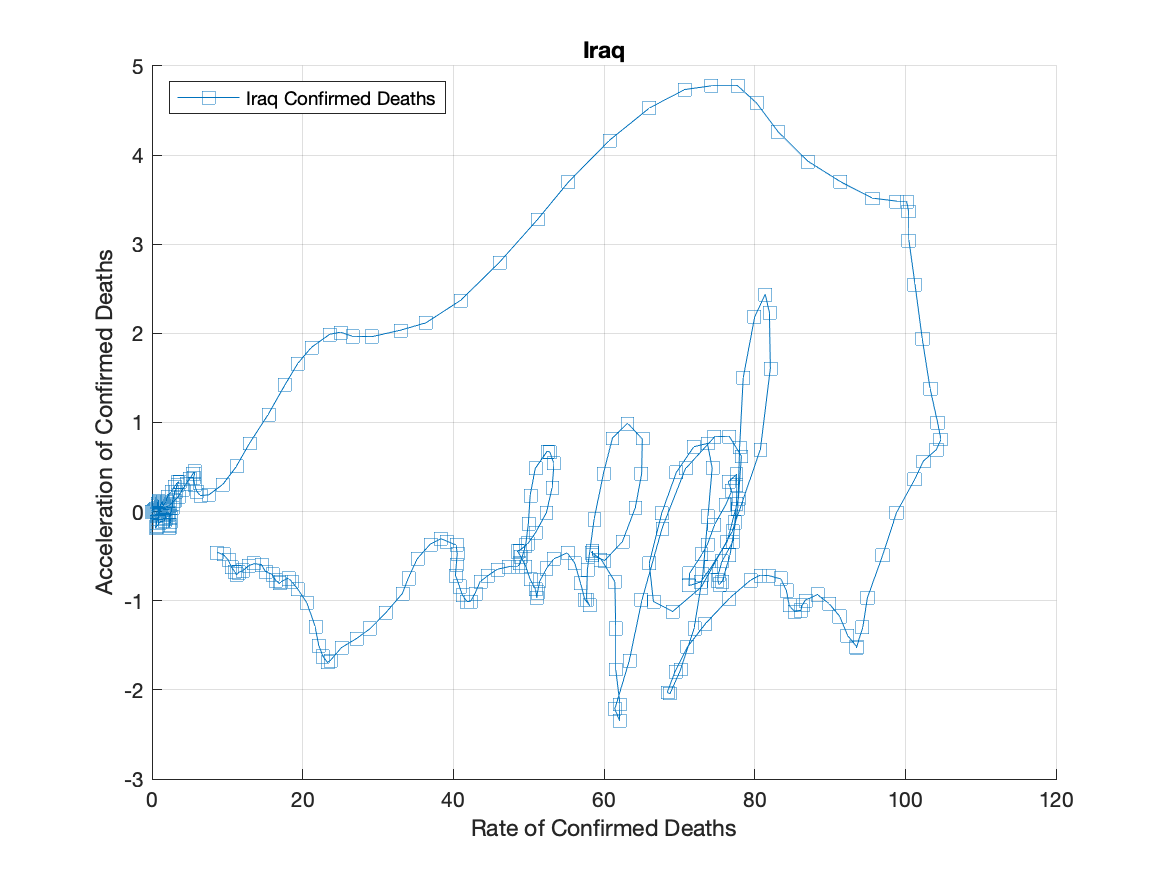 Iraq
Iraq Confirmed Deaths
5
4
3
2
1
0
-1
-2
-3
Acceleration of Confirmed Deaths
0 20 40 60 80 100 120
Rate of Confirmed Deaths